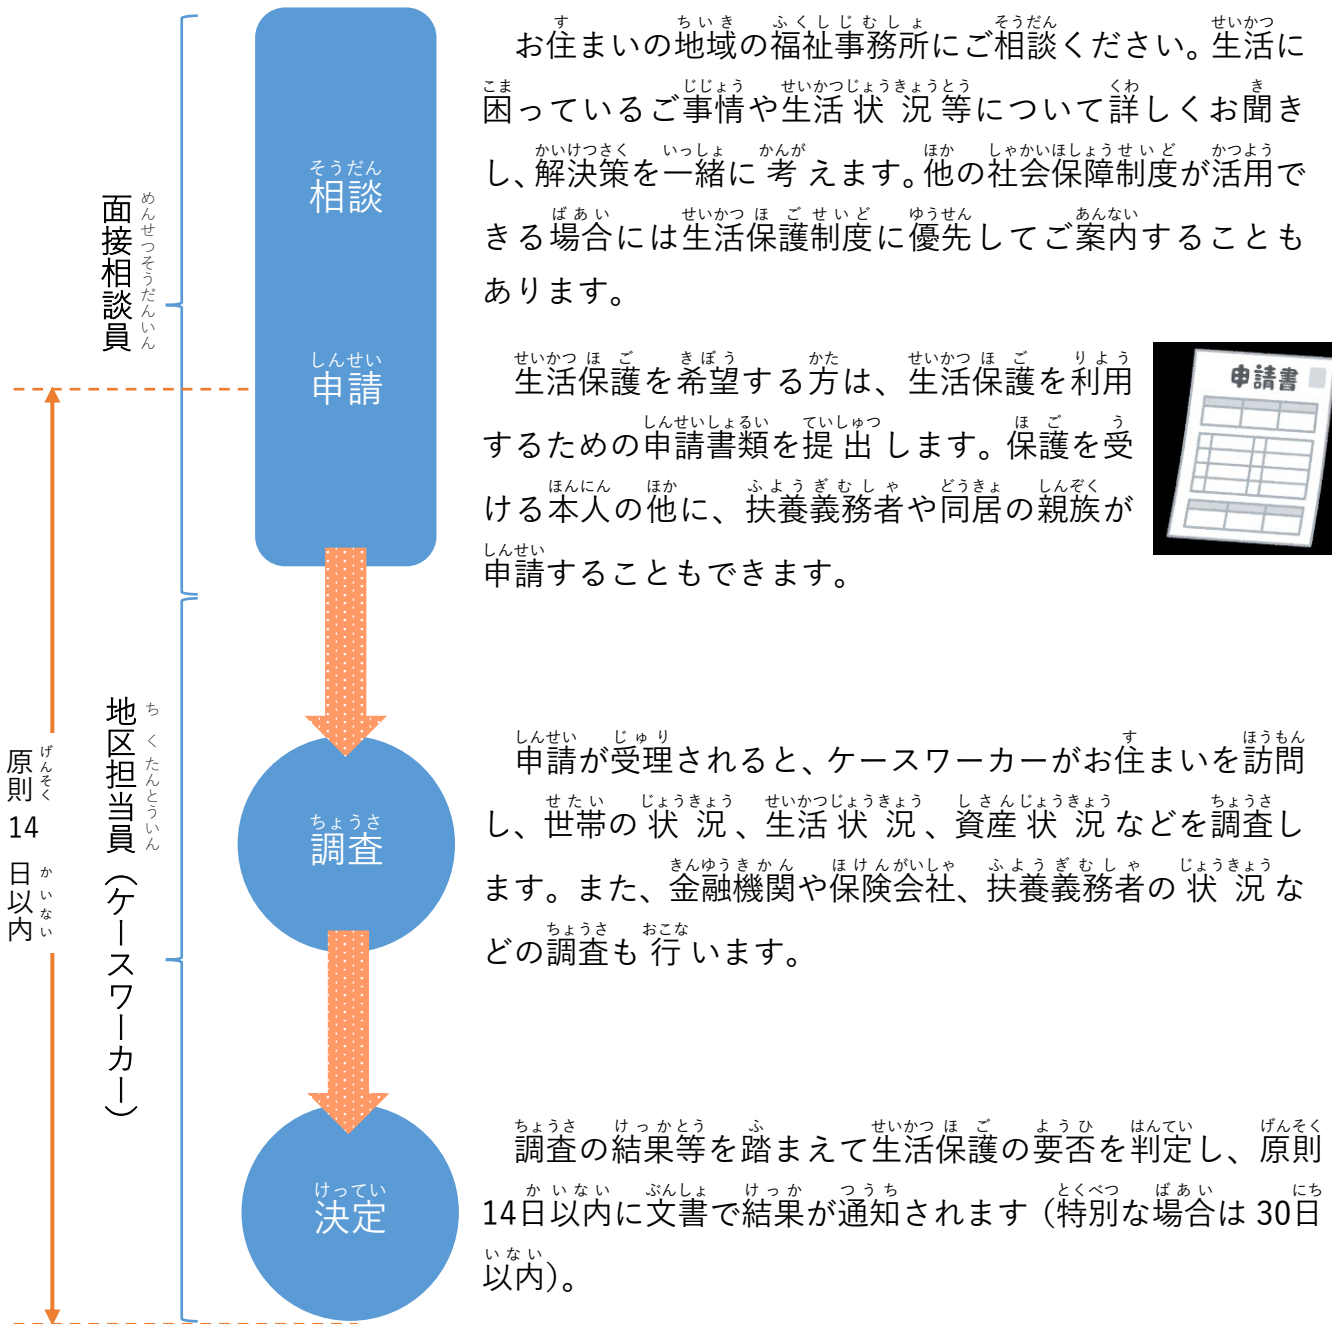 お住まいの地域の福祉事務所にご相談ください。生活に
困っているご事情や生活状況等について詳しくお聞き
し、解決策を一緒に考えます。他の社会保障制度が活用で
きる場合には生活保護制度に優先してご案内することも
あります。
相談
面接相談員
申請
生活保護を希望する方は、生活保護を利用
するための申請書類を提出します。保護を受
ける本人の他に、扶養義務者や同居の親族が
申請することもできます。
申請書
原則14日以内
地区担当員（ケースワーカー）
調査
申請が受理されると、ケースワーカーがお住まいを訪問
し、世帯の状況、生活状況、資産状況などを調査し
ます。また、金融機関や保険会社、扶養義務者の状況な
どの調査も行います。
決定
調査の結果等を踏まえて生活保護の要否を判定し、原則
14日以内に文書で結果が通知されます（特別な場合は30日
以内）。